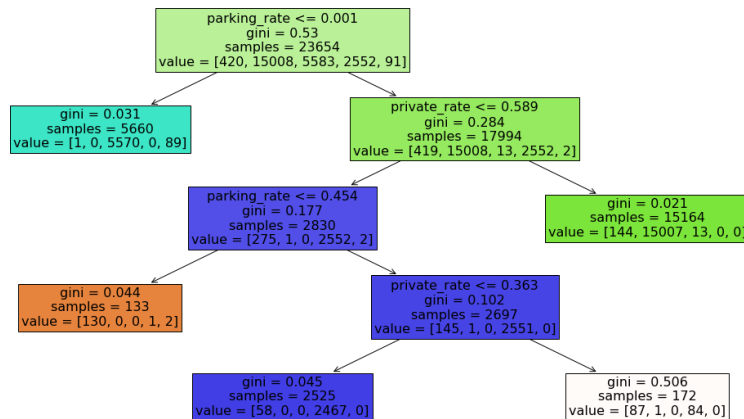 parking_rate <= 0.001
gini = 0.53
samples = 23654
value = [420, 15008, 5583, 2552, 91]
gini = 0.031
samples = 5660
value = [1, 0, 5570, 0, 89]
private_rate <= 0.589
gini = 0.284
samples = 17994
value = [419, 15008, 13, 2552, 2]
parking_rate <= 0.454
gini = 0.177
samples = 2830
value = [275, 1, 0, 2552, 2]
gini = 0.021
samples = 15164
value = [144, 15007, 13, 0, 0]
gini = 0.044
samples = 133
value = [130, 0, 0, 1, 2]
private_rate <= 0.363
gini = 0.102
samples = 2697
value = [145, 1, 0, 2551, 0]
gini = 0.045
samples = 2525
value = [58, 0, 0, 2467, 0]
gini = 0.506
samples = 172
value = [87, 1, 0, 84, 0]